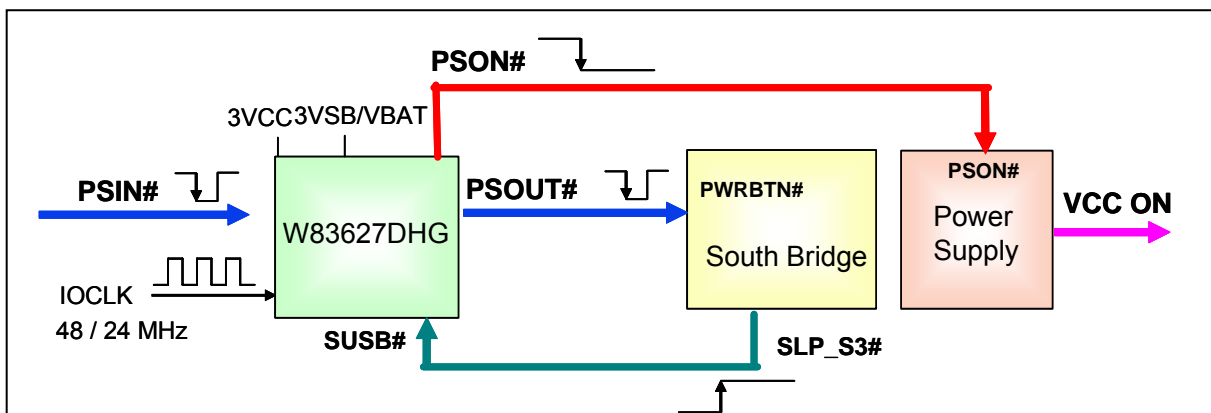 PSON#
3VCC 3VSB/VBAT
PSIN#
W83627DHG
PSOUT#
PWRBTN#
South Bridge
PSON#
Power
Supply
VCC ON
IOCLK
48 / 24 MHz
SUSB#
SLP_S3#